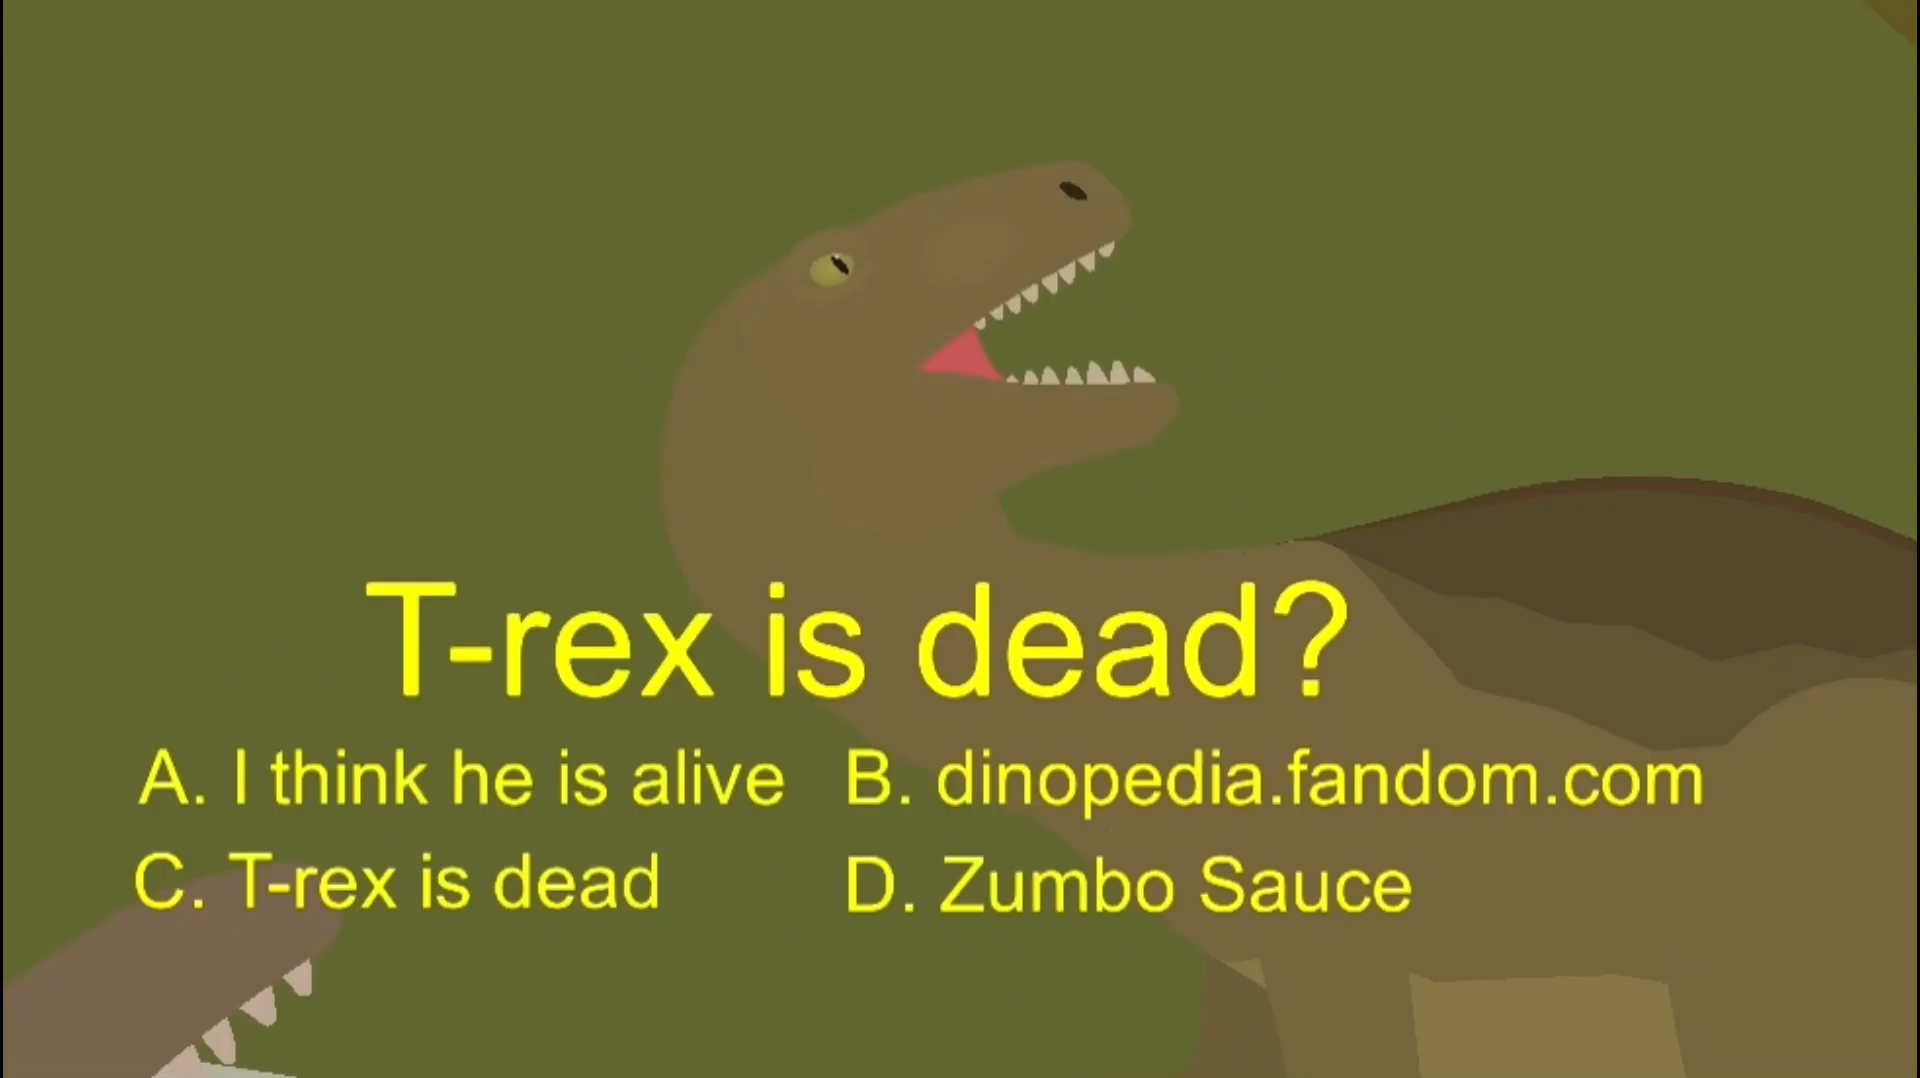 T-rex is dead?
A. I think he is alive
B. dinopedia.fandom.com
C. T-rex is dead
D. Zumbo Sauce